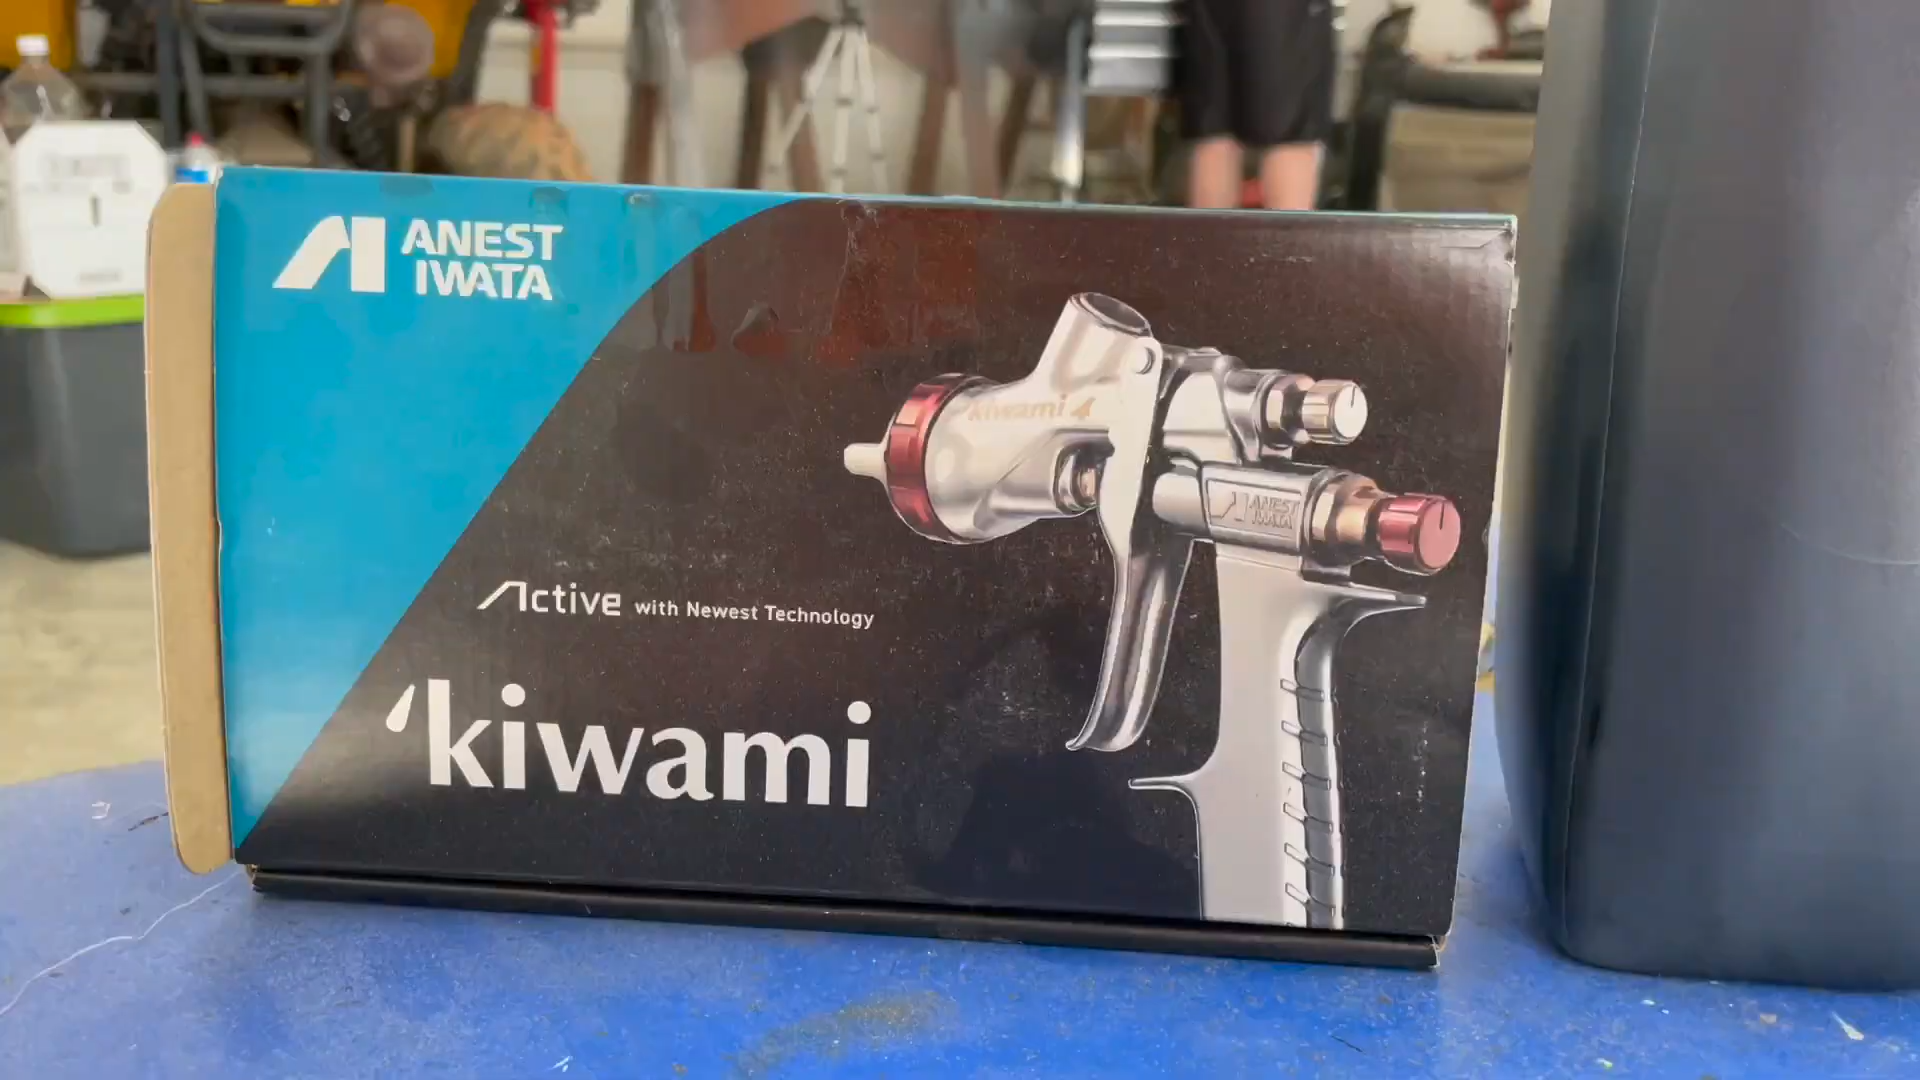 ANEST
IWATA
kiwami 4
ANEST
IWATA
Active with Newest Technology
kiwami